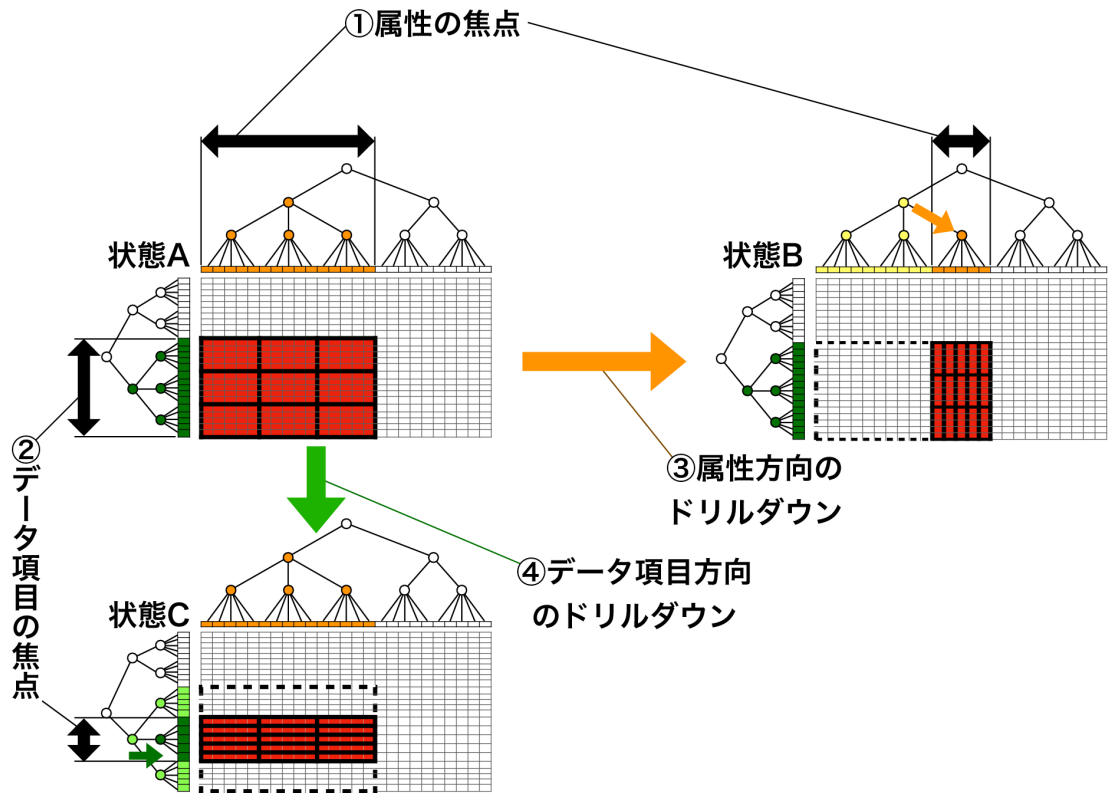 ①属性の焦点
状態A
状態B
②データ項目の焦点
③属性方向の
ドリルダウン
④データ項目方向
のドリルダウン
状態C